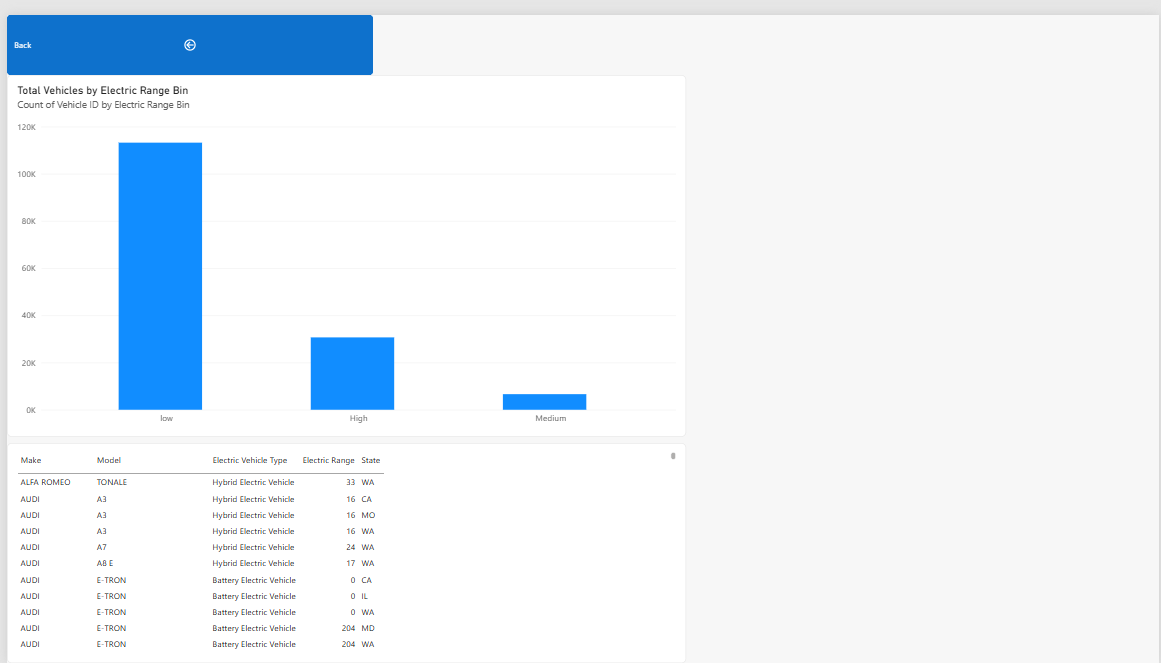 Back
Total Vehicles by Electric Range Bin
Count of Vehicle ID by Electric Range Bin
120K
100K
80K
60K
40K
20K
0K
low High Medium
Make Model Electric Vehicle Type Electric Range State
ALFA ROMEO TONALE Hybrid Electric Vehicle 33 WA
AUDI A3 Hybrid Electric Vehicle 16 CA
AUDI A3 Hybrid Electric Vehicle 16 MO
AUDI A3 Hybrid Electric Vehicle 16 WA
AUDI A7 Hybrid Electric Vehicle 24 WA
AUDI A8 E Hybrid Electric Vehicle 17 WA
AUDI E-TRON Battery Electric Vehicle 0 CA
AUDI E-TRON Battery Electric Vehicle 0 IL
AUDI E-TRON Battery Electric Vehicle 0 WA
AUDI E-TRON Battery Electric Vehicle 204 MD
AUDI E-TRON Battery Electric Vehicle 204 WA